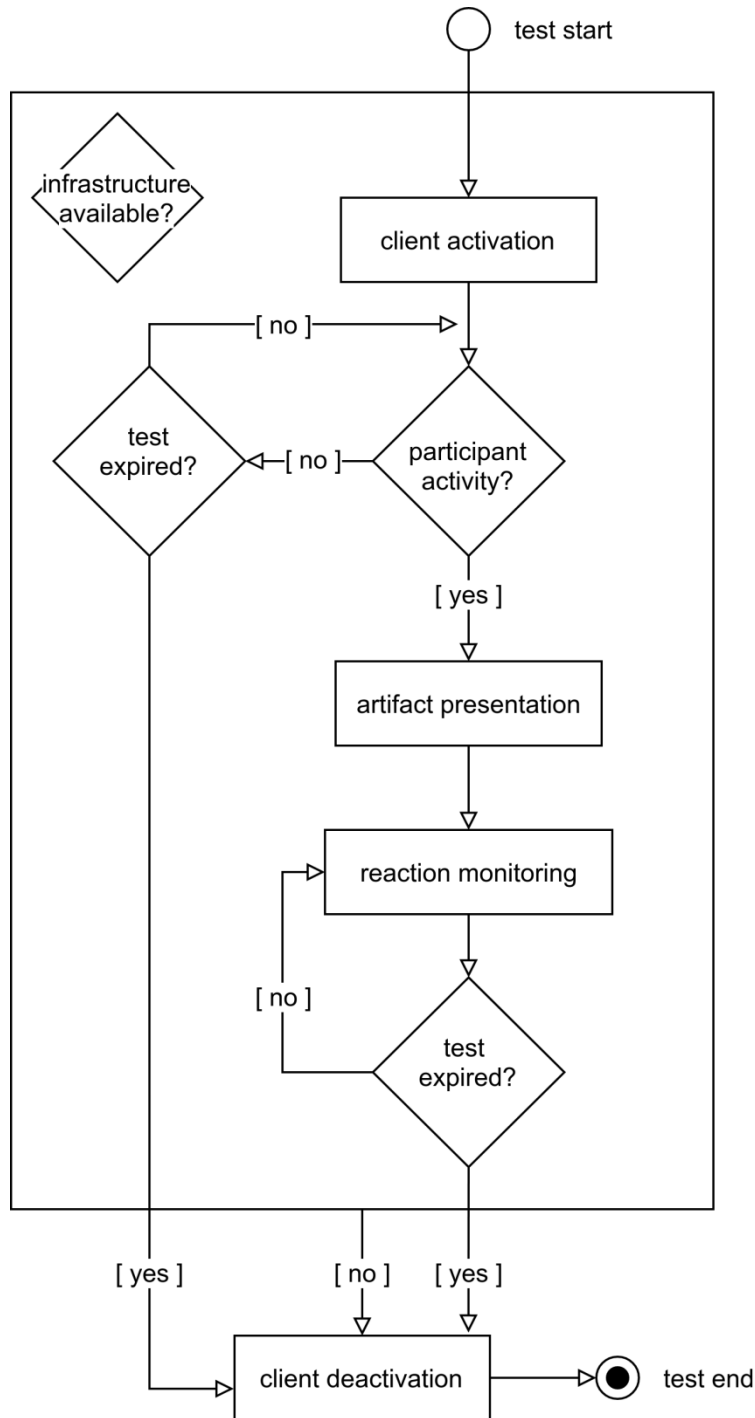 test start
infrastructure
available?
client activation
[ no ]
test
expired?
[ no ]
participant
activity?
[ yes ]
artifact presentation
reaction monitoring
[ no ]
test
expired?
[ yes ]
[ no ]
[ yes ]
client deactivation
test end